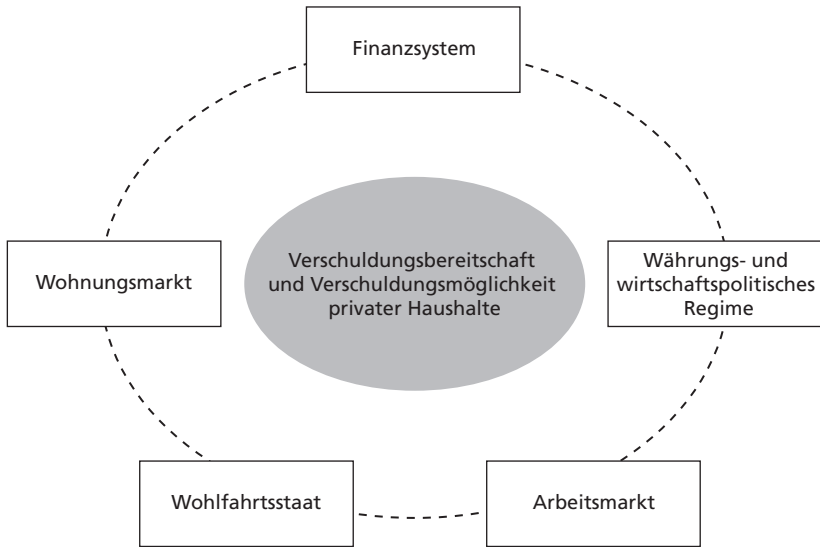 Finanzsystem
Wohnungsmarkt
Verschuldungsbereitschaft
und Verschuldungsmöglichkeit
privater Haushalte
Währungs- und
wirtschaftspolitisches
Regime
Wohlfahrtsstaat
Arbeitsmarkt